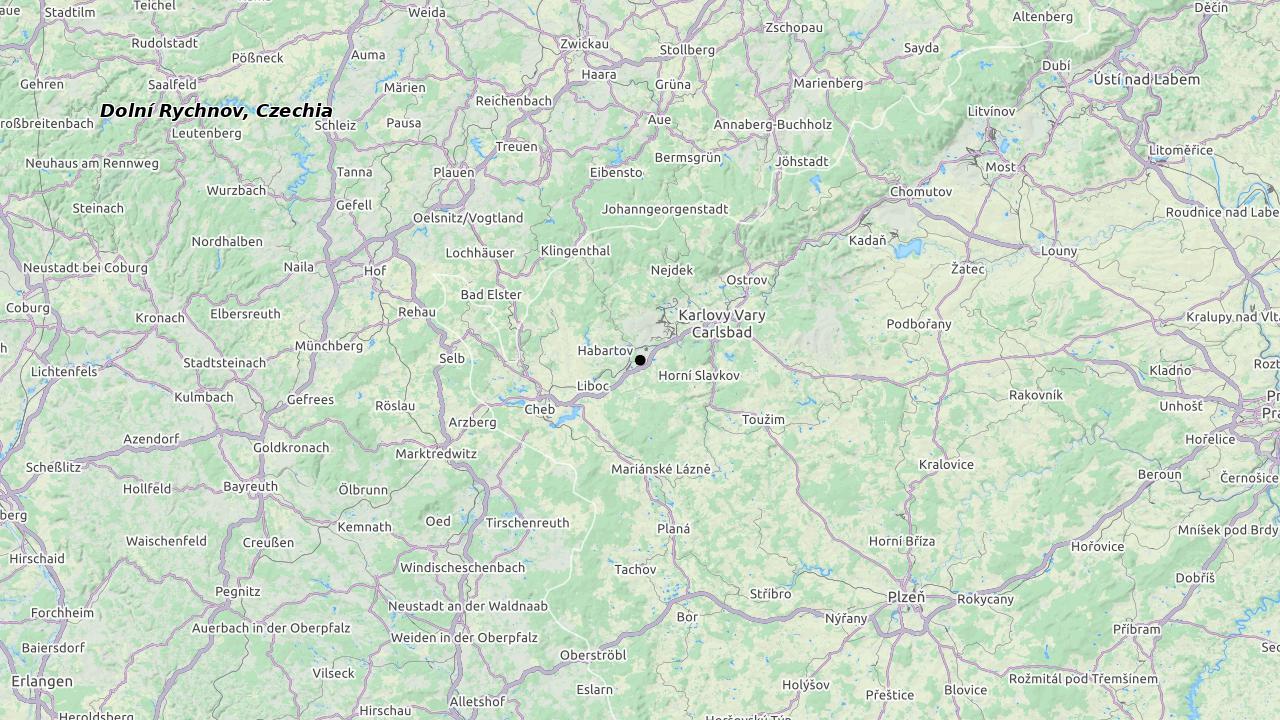 Stadtilm
Teichel
Weida
Zschopau
Altenberg
Děčín
Rudolstadt
Zwickau
Stollberg
Sayda
Pößneck
Auma
Dubí
Gehren
Saalfeld
Märien
Haara
Grüna
Marienberg
Ústí nad Labem
Dolní Rychnov, Czechia
Reichenbach
Litvínov
roßbreitenbach
Leutenberg
Schleiz
Pausa
Aue
Annaberg-Buchholz
Treuen
Litoměřice
Neuhaus am Rennweg
Bermsgrün
Jöhstadt
Most
Tanna
Plauen
Eibensto
Wurzbach
Chomutov
Steinach
Gefell
Oelsnitz/Vogtland
Johanngeorgenstadt
Roudnice nad Labe
Nordhalben
Lochhäuser
Klingenthal
Kadaň
Louny
Neustadt bei Coburg
Naila
Hof
Nejdek
Ostrov
Žatec
Bad Elster
Coburg
Kronach
Elbersreuth
Rehau
Karlovy Vary
Carlsbad
Podbořany
Kralupy nad Vlta
Münchberg
Habartov
Stadtsteinach
Selb
Lichtenfels
Horní Slavkov
Kladno
Liboc
Kulmbach
Gefrees
Röslau
Cheb
Rakovník
Unhošť
Arzberg
Toužim
Azendorf
Goldkronach
Marktredwitz
Hořelice
Scheßlitz
Mariánské Lázně
Kralovice
Beroun
Černošice
Hollfeld
Bayreuth
Ölbrunn
berg
Kemnath
Oed
Tirschenreuth
Planá
Mníšek pod Brdy
Waischenfeld
Creußen
Horní Bříza
Hořovice
Hirschaid
Windischeschenbach
Tachov
Dobříš
Pegnitz
Stříbro
Plzeň
Rokycany
Forchheim
Neustadt an der Waldnaab
Bor
Nýřany
Auerbach in der Oberpfalz
Weiden in der Oberpfalz
Příbram
Baiersdorf
Oberströbl
Erlangen
Vilseck
Eslarn
Holýšov
Přeštice
Blovice
Rožmitál pod Třemšínem
Alletshof
Hirschau
Heroldsberg